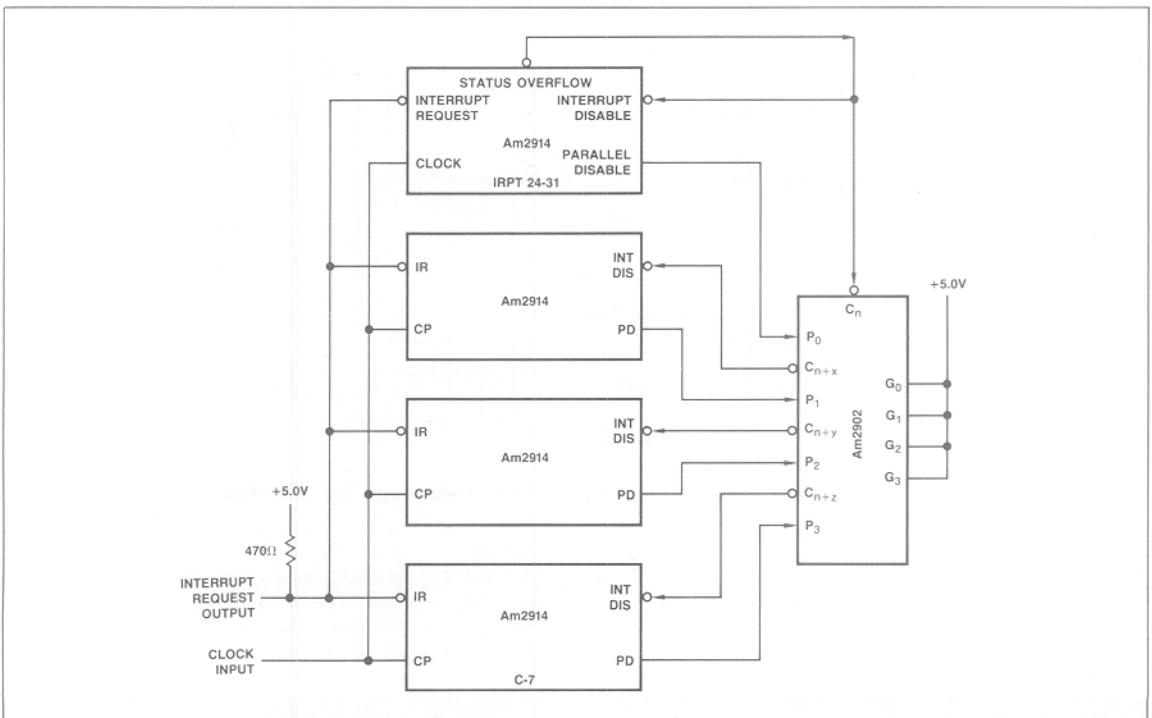 STATUS OVERFLOW
INTERRUPT REQUEST
INTERRUPT DISABLE
Am2914
CLOCK
PARALLEL DISABLE
IRPT 24-31
IR
INT DIS
Am2914
CP
PD
IR
INT DIS
Am2914
CP
PD
+5.0V
470Ω
INTERRUPT REQUEST OUTPUT
CLOCK INPUT
IR
INT DIS
Am2914
CP
PD
C-7
+5.0V
Cn
P0
Cn+x
P1
Cn+y
P2
Cn+z
P3
Am2902
G0
G1
G2
G3